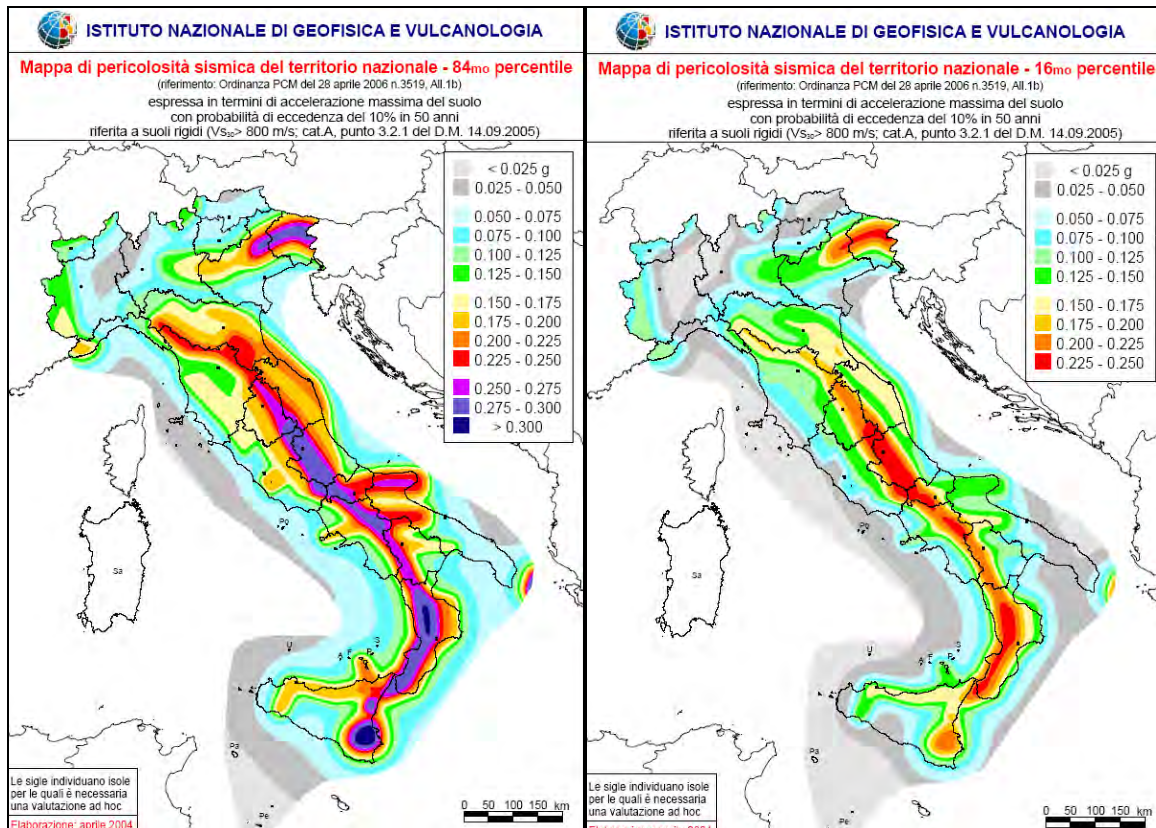 ISTITUTO NAZIONALE DI GEOFISICA E VULCANOLOGIA
Mappa di pericolosità sismica del territorio nazionale - 84mo percentile
(riferimento: Ordinanza PCM del 28 aprile 2006 n.3519, All.1b)
espressa in termini di accelerazione massima del suolo
con probabilità di eccedenza del 10% in 50 anni
riferita a suoli rigidi (Vs30> 800 m/s; cat.A, punto 3.2.1 del D.M. 14.09.2005)
< 0.025 g
0.025 - 0.050
0.050 - 0.075
0.075 - 0.100
0.100 - 0.125
0.125 - 0.150
0.150 - 0.175
0.175 - 0.200
0.200 - 0.225
0.225 - 0.250
0.250 - 0.275
0.275 - 0.300
> 0.300
Po
Sa
U
S
A
F
P
Pa
Pe
Le sigle individuano isole
per le quali è necessaria
una valutazione ad hoc
Elaborazione: aprile 2004
0 50 100 150 km
ISTITUTO NAZIONALE DI GEOFISICA E VULCANOLOGIA
Mappa di pericolosità sismica del territorio nazionale - 16mo percentile
(riferimento: Ordinanza PCM del 28 aprile 2006 n.3519, All.1b)
espressa in termini di accelerazione massima del suolo
con probabilità di eccedenza del 10% in 50 anni
riferita a suoli rigidi (Vs30> 800 m/s; cat.A, punto 3.2.1 del D.M. 14.09.2005)
< 0.025 g
0.025 - 0.050
0.050 - 0.075
0.075 - 0.100
0.100 - 0.125
0.125 - 0.150
0.150 - 0.175
0.175 - 0.200
0.200 - 0.225
0.225 - 0.250
Sa
U
S
A
F
P
Pa
Pe
Le sigle individuano isole
per le quali è necessaria
una valutazione ad hoc
0 50 100 150 km